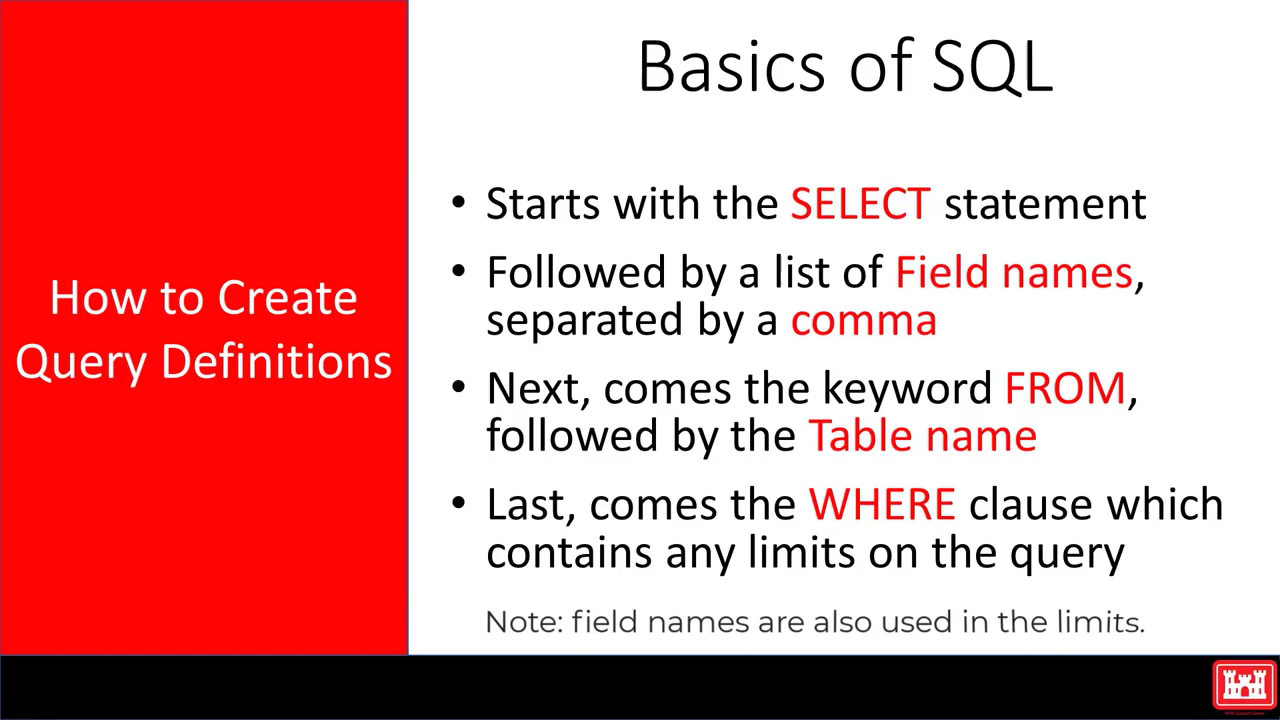 Basics of SQL
How to Create
Query Definitions
• Starts with the SELECT statement
• Followed by a list of Field names,
separated by a comma
• Next, comes the keyword FROM,
followed by the Table name
• Last, comes the WHERE clause which
contains any limits on the query
Note: field names are also used in the limits.